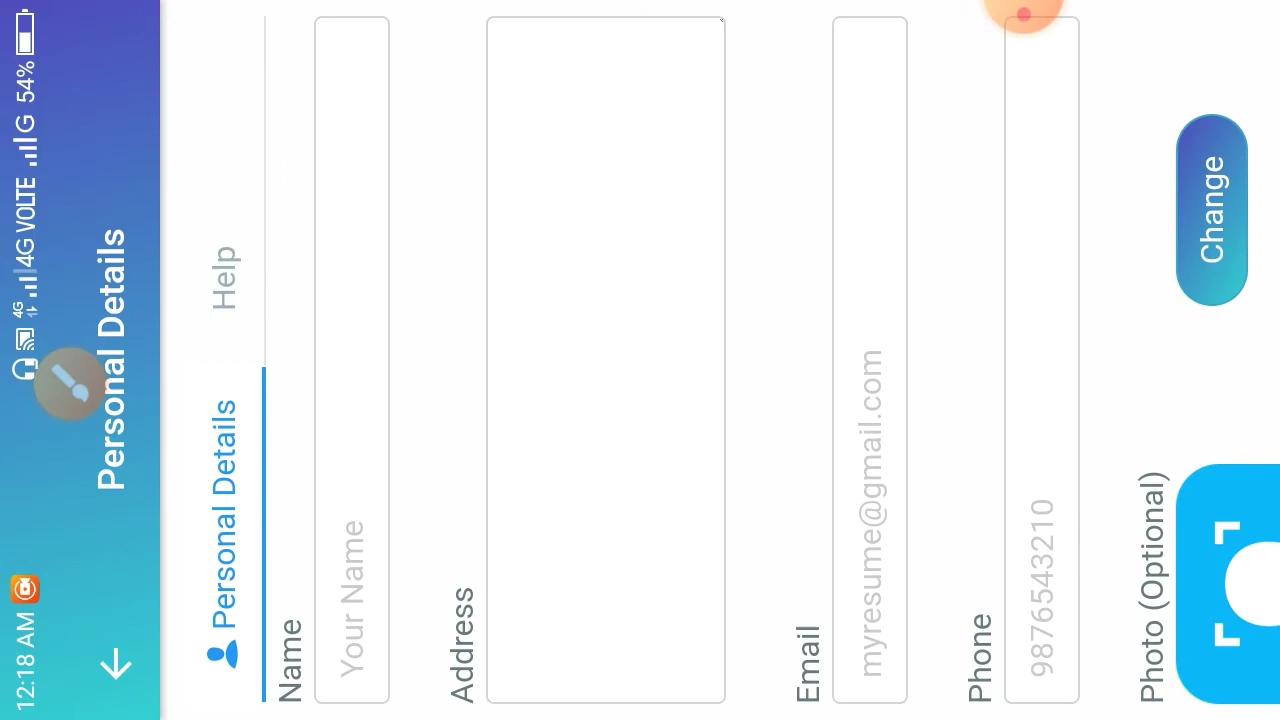 12:18 AM 4G 4G VOLTE G 54%
Personal Details
Personal Details Help
Name
Your Name
Address
Email
myresume@gmail.com
Phone
9876543210
Photo (Optional)
Change